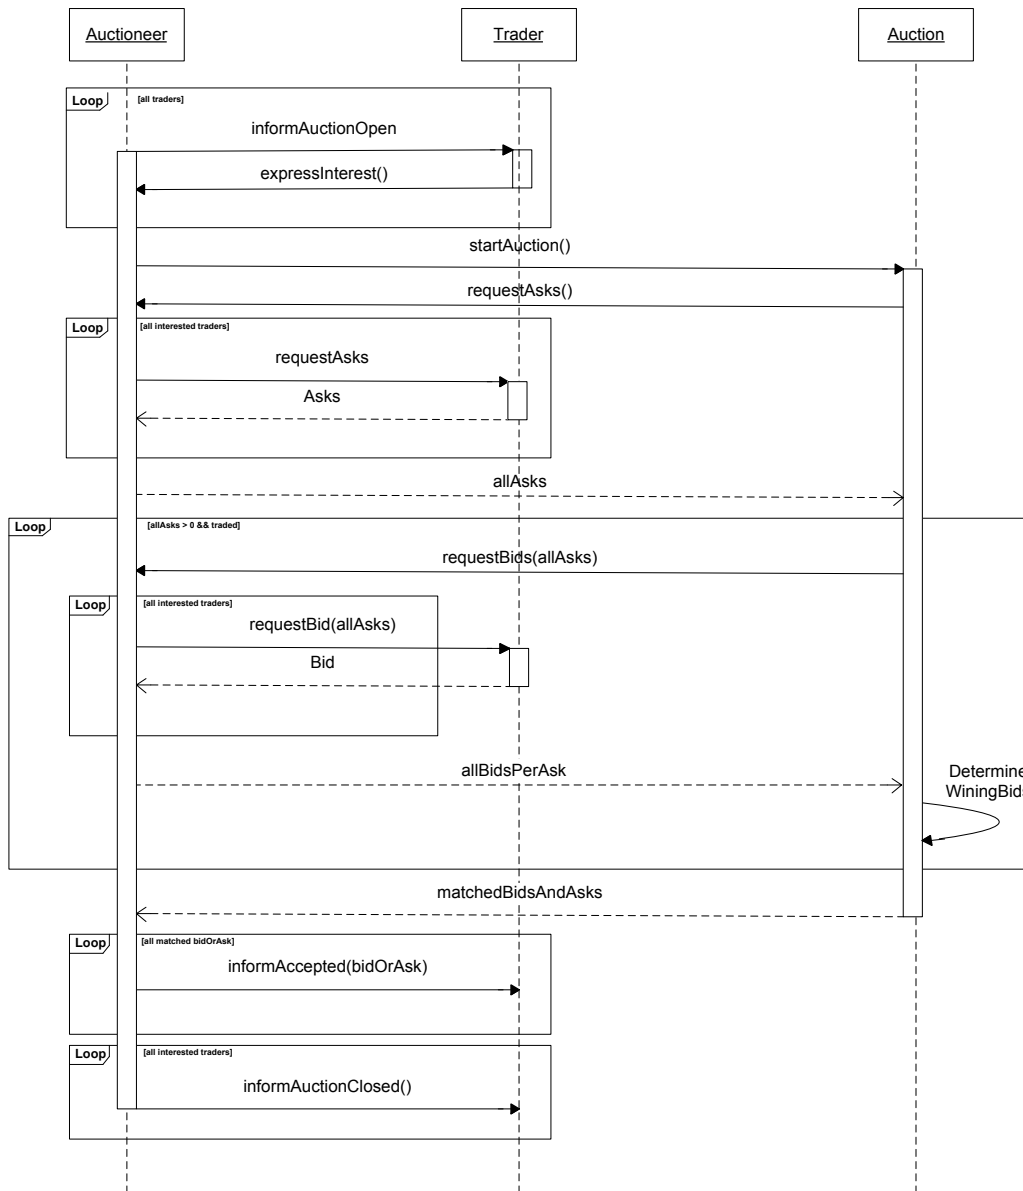 Auctioneer
Trader
Auction
Loop
[all traders]
informAuctionOpen
expressInterest()
startAuction()
requestAsks()
Loop
[all interested traders]
requestAsks
Asks
allAsks
Loop
[allAsks > 0 && traded]
requestBids(allAsks)
Loop
[all interested traders]
requestBid(allAsks)
Bid
allBidsPerAsk
Determine
WiningBids
matchedBidsAndAsks
Loop
[all matched bidOrAsk]
informAccepted(bidOrAsk)
Loop
[all interested traders]
informAuctionClosed()